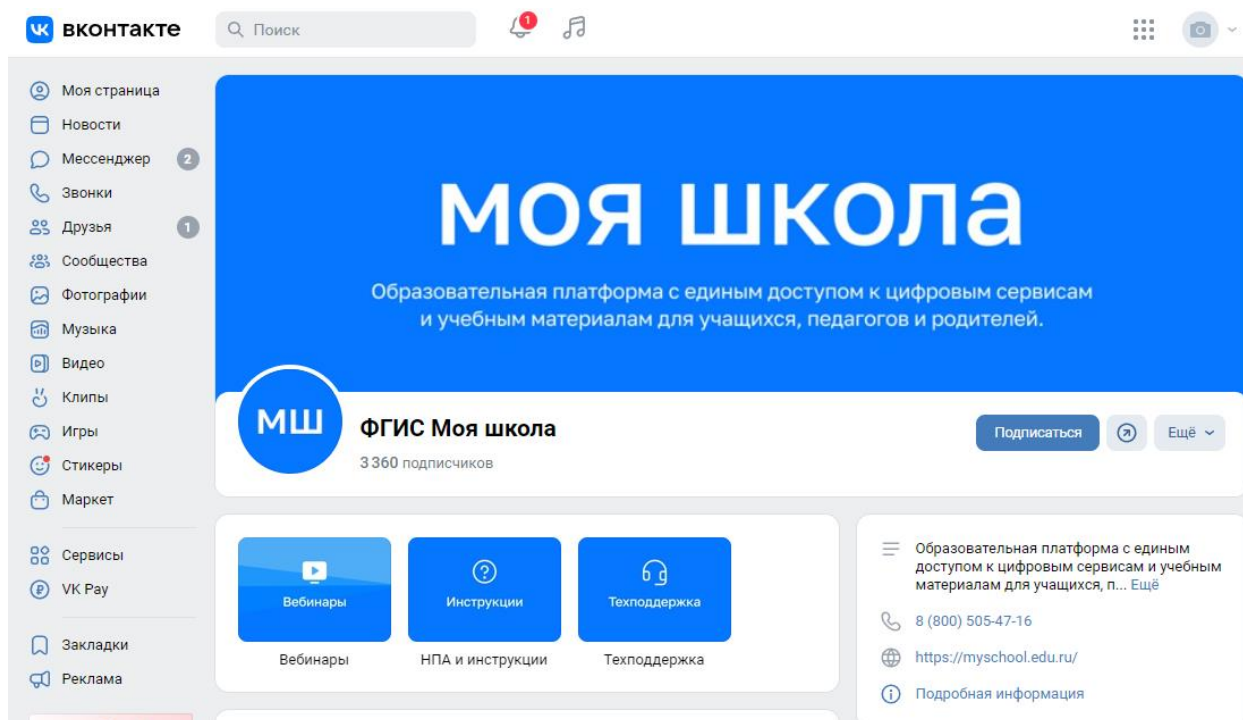 вконтакте
Поиск
1
Моя страница
Новости
Мессенджер 2
Звонки
Друзья 1
Сообщества
Фотографии
Музыка
Видео
Клипы
Игры
Стикеры
Маркет
Сервисы
VK Pay
Закладки
Реклама
моя школа
Образовательная платформа с единым доступом к цифровым сервисам
и учебным материалам для учащихся, педагогов и родителей.
МШ
ФГИС Моя школа
3 360 подписчиков
Подписаться
Ещё
Вебинары
Инструкции
Техподдержка
Вебинары
НПА и инструкции
Техподдержка
Образовательная платформа с единым
доступом к цифровым сервисам и учебным
материалам для учащихся, п... Ещё
8 (800) 505-47-16
https://myschool.edu.ru/
Подробная информация